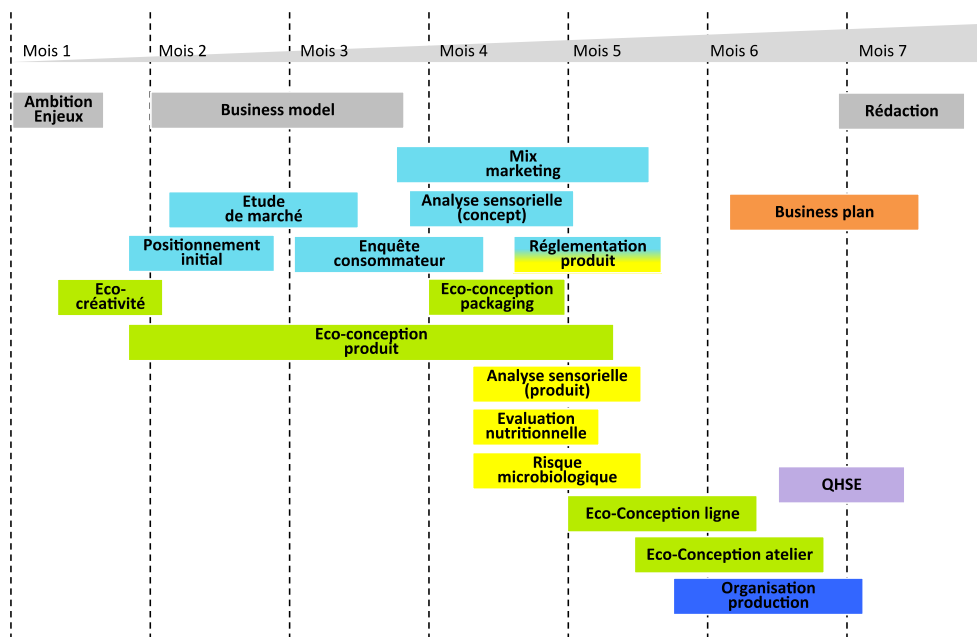 Mois 1
Mois 2
Mois 3
Mois 4
Mois 5
Mois 6
Mois 7
Ambition
Enjeux
Business model
Rédaction
Mix
marketing
Etude
de marché
Analyse sensorielle
(concept)
Business plan
Positionnement
initial
Enquête
consommateur
Réglementation
produit
Eco-
créativité
Eco-conception
packaging
Eco-conception
produit
Analyse sensorielle
(produit)
Evaluation
nutritionnelle
Risque
microbiologique
QHSE
Eco-Conception ligne
Eco-Conception atelier
Organisation
production